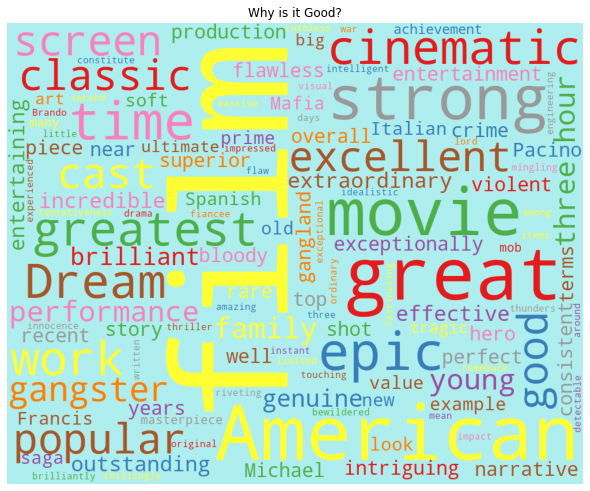 Why is it Good?
screen
production
big
achievement
cinematic
constitute
classic
flawless
intelligent
entertainment
war
art
soft
Mafia
visual
strong
engineering
Brando
time
days
many
little
piece
near
ultimate
prime
impressed
overall
Italian
crime
Pacino
hour
entertaining
cast
superior
flaw
lord
excellent
mingling
experienced
incredible
Spanish
extraordinary
idealistic
violent
three
greatest
drama
fiancee
old
gangland
exceptional
movie
among
brilliant
bloody
exceptionally
mob
terms
Dream
film
rare
top
ordinary
great
performance
amazing
three
effective
thunders
around
innocence
recent
story
thriller
family
shot
tragic
hero
consistent
work
written
well
instant
epic
perfect
good
touching
riveting
gangster
genuine
new
value
young
example
detectable
years
masterpiece
bewildered
mean
Francis
popular
original
American
look
impact
saga
outstanding
brilliantly
Michael
intriguing
narrative